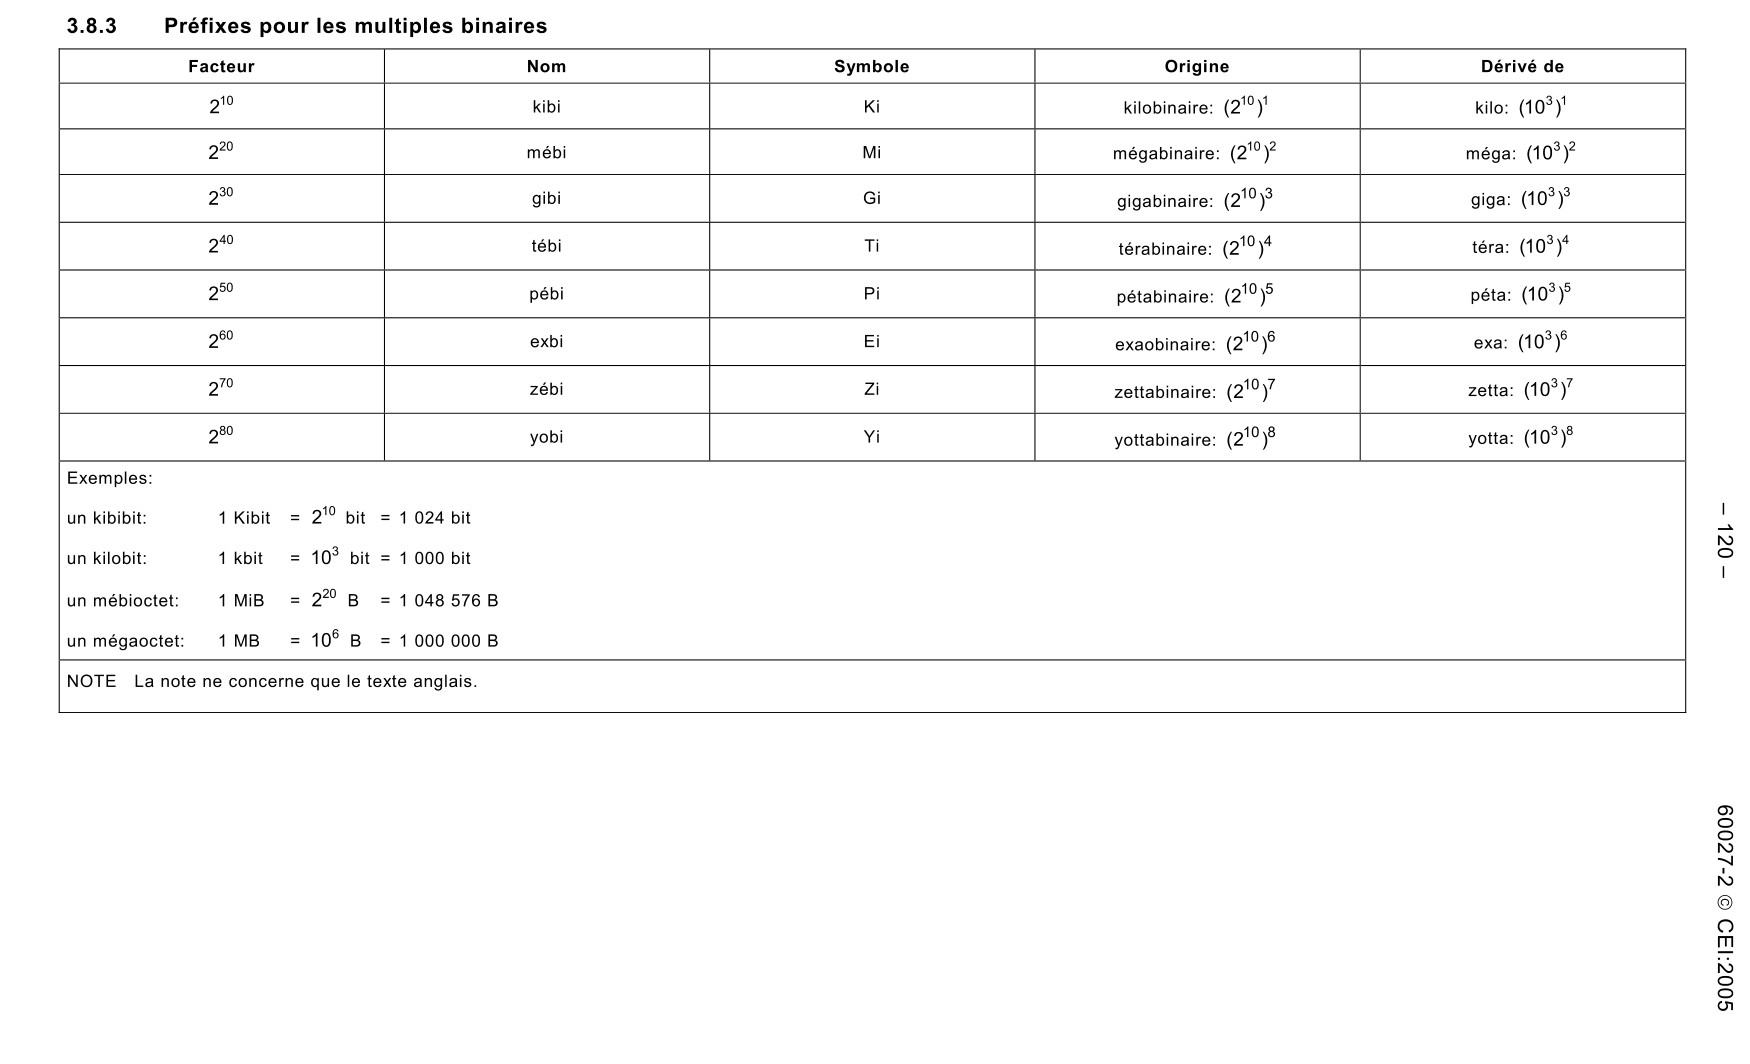 3.8.3 Préfixes pour les multiples binaires
Facteur Nom Symbole Origine Dérivé de
2^10 kibi Ki kilobinaire: (2^10)^1 kilo: (10^3)^1
2^20 mébi Mi mégabinaire: (2^10)^2 méga: (10^3)^2
2^30 gibi Gi gigabinaire: (2^10)^3 giga: (10^3)^3
2^40 tébi Ti térabinaire: (2^10)^4 téra: (10^3)^4
2^50 pébi Pi pétabinaire: (2^10)^5 péta: (10^3)^5
2^60 exbi Ei exaobinaire: (2^10)^6 exa: (10^3)^6
2^70 zébi Zi zettabinaire: (2^10)^7 zetta: (10^3)^7
2^80 yobi Yi yottabinaire: (2^10)^8 yotta: (10^3)^8
Exemples:
un kibibit: 1 Kibit = 2^10 bit = 1 024 bit
un kilobit: 1 kbit = 10^3 bit = 1 000 bit
un mébioctet: 1 MiB = 2^20 B = 1 048 576 B
un mégaoctet: 1 MB = 10^6 B = 1 000 000 B
NOTE La note ne concerne que le texte anglais.
– 120 –
60027-2 © CEI:2005